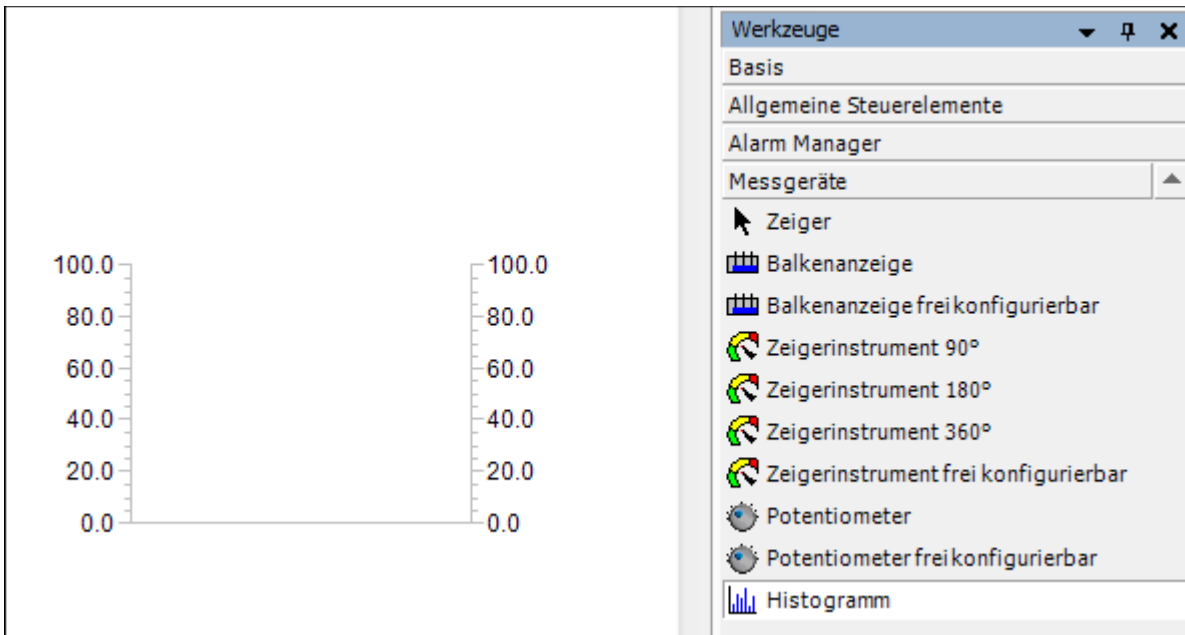 100.0 100.0
80.0 80.0
60.0 60.0
40.0 40.0
20.0 20.0
0.0 0.0
Werkzeuge
Basis
Allgemeine Steuerelemente
Alarm Manager
Messgeräte
Zeiger
Balkenanzeige
Balkenanzeige frei konfigurierbar
Zeigerinstrument 90°
Zeigerinstrument 180°
Zeigerinstrument 360°
Zeigerinstrument frei konfigurierbar
Potentiometer
Potentiometer frei konfigurierbar
Histogramm